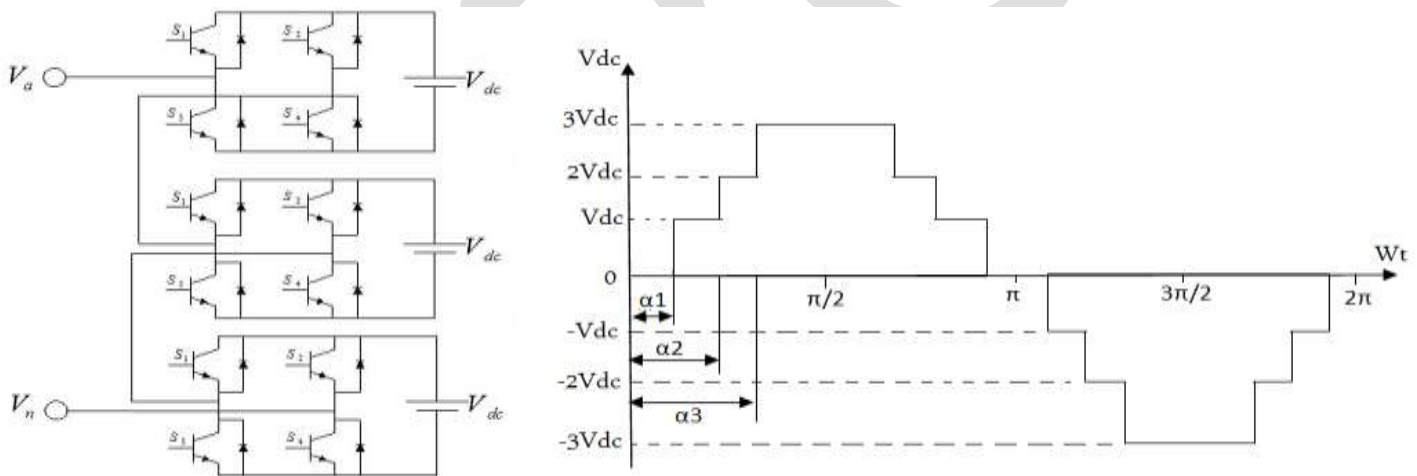 S1
S2
Va
Vdc
S3
S4
S1
S2
Vdc
S3
S4
S1
S2
Vn
Vdc
S3
S4
Vdc
3Vdc
2Vdc
Vdc
0
Wt
α1
π/2
π
3π/2
2π
-Vdc
α2
-2Vdc
α3
-3Vdc